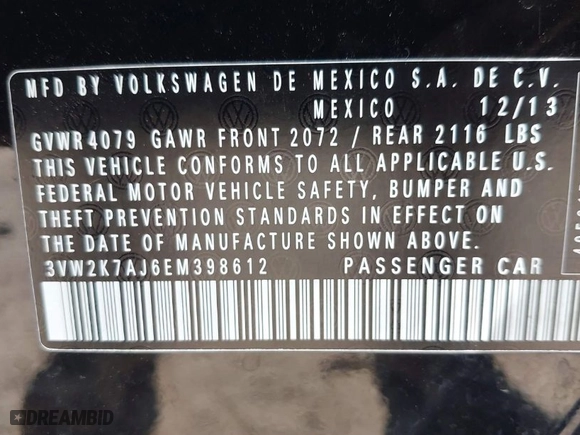 MFD BY VOLKSWAGEN DE MEXICO S.A. DE C.V.
MEXICO 12/13
GVWR 4079 GAWR FRONT 2072 / REAR 2116 LBS
THIS VEHICLE CONFORMS TO ALL APPLICABLE U.S.
FEDERAL MOTOR VEHICLE SAFETY, BUMPER AND
THEFT PREVENTION STANDARDS IN EFFECT ON
THE DATE OF MANUFACTURE SHOWN ABOVE.
3VW2K7AJ6EM398612 PASSENGER CAR
DREAMBID